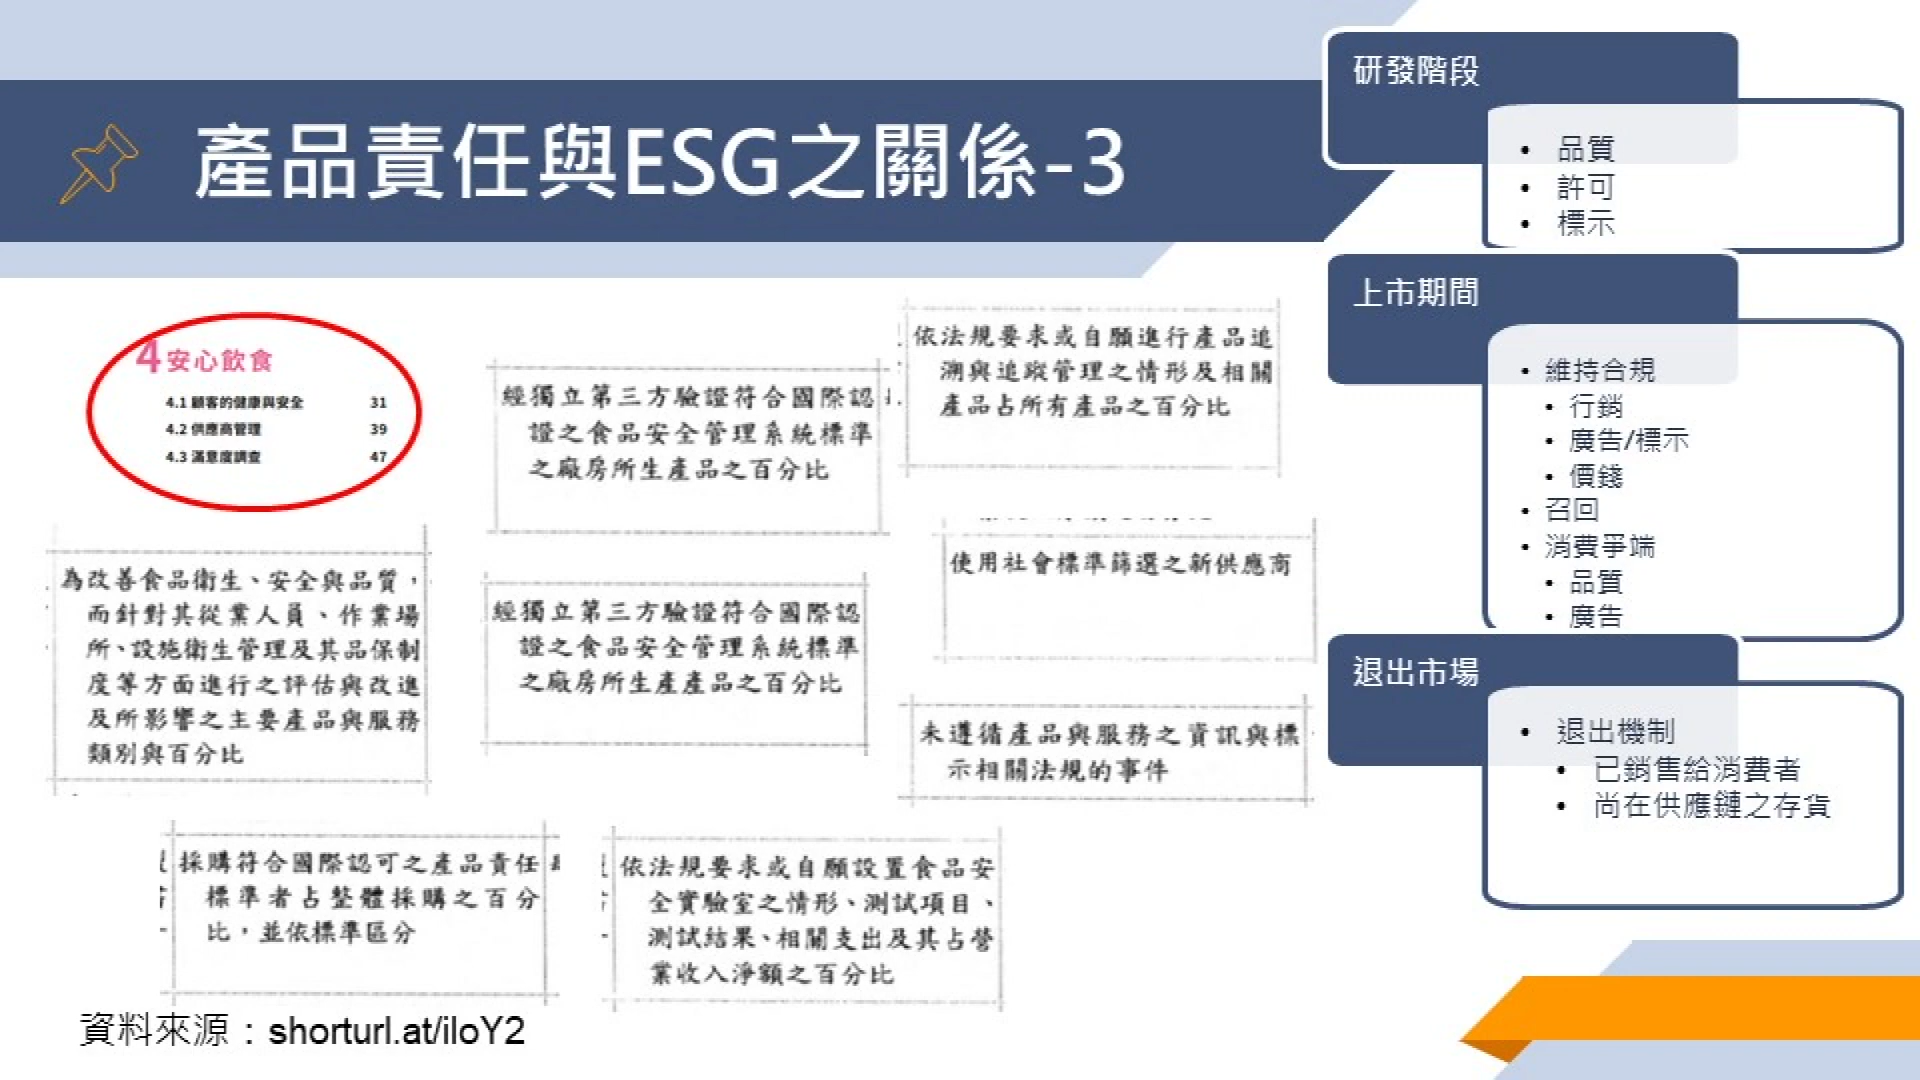 產品責任與ESG之關係-3
4安心飲食
4.1 顧客的健康與安全 31
4.2 供應商管理 39
4.3 滿意度調查 47
經獨立第三方驗證符合國際認
證之食品安全管理系統標準
之廠房所生產品之百分比
依法規要求或自願進行產品追
溯與追蹤管理之情形及相關
產品占所有產品之百分比
為改善食品衛生、安全與品質,
而針對其從業人員、作業場
所、設施衛生管理及其品保制
度等方面進行之評估與改進
及所影響之主要產品與服務
類別與百分比
經獨立第三方驗證符合國際認
證之食品安全管理系統標準
之廠房所生產產品之百分比
使用社會標準篩選之新供應商
未遵循產品與服務之資訊與標
示相關法規的事件
採購符合國際認可之產品責任
標準者占整體採購之百分
比,並依標準區分
依法規要求或自願設置食品安
全實驗室之情形、測試項目、
測試結果、相關支出及其占營
業收入淨額之百分比
資料來源:shorturl.at/iloY2
研發階段
• 品質
• 許可
• 標示
上市期間
• 維持合規
• 行銷
• 廣告/標示
• 價錢
• 召回
• 消費爭端
• 品質
• 廣告
退出市場
• 退出機制
• 已銷售給消費者
• 尚在供應鏈之存貨